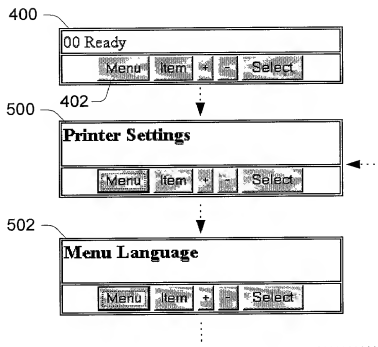 400
00 Ready
Menu Item + - Select
402
500
Printer Settings
Menu Item + - Select
502
Menu Language
Menu Item + - Select